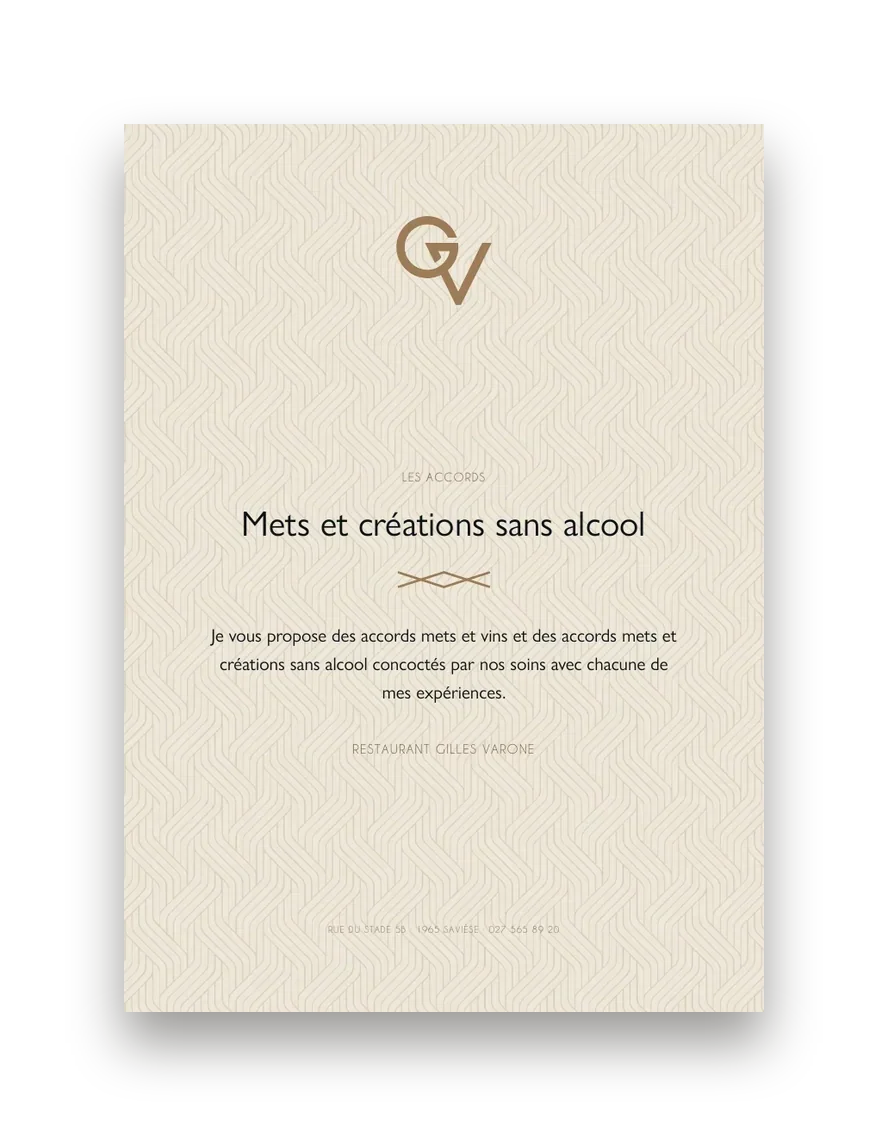 GV
LES ACCORDS
Mets et créations sans alcool
Je vous propose des accords mets et vins et des accords mets et
créations sans alcool concoctés par nos soins avec chacune de
mes expériences.
RESTAURANT GILLES VARONE
RUE DU STADE 58 1965 SAVIÈSE 027 565 89 20